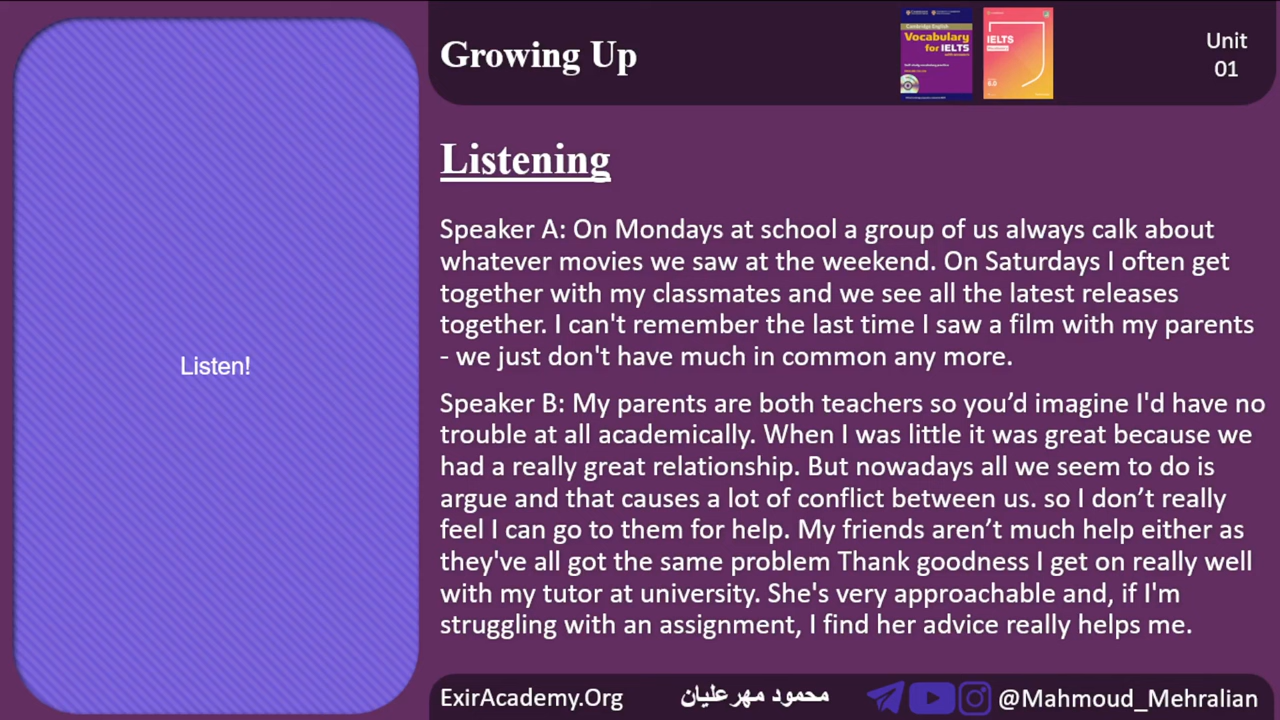 Growing Up
Cambridge English
Vocabulary
for IELTS
with answers
IELTS
Unit
01
Listening
Speaker A: On Mondays at school a group of us always calk about
whatever movies we saw at the weekend. On Saturdays I often get
together with my classmates and we see all the latest releases
together. I can't remember the last time I saw a film with my parents
- we just don't have much in common any more.
Speaker B: My parents are both teachers so you’d imagine I'd have no
trouble at all academically. When I was little it was great because we
had a really great relationship. But nowadays all we seem to do is
argue and that causes a lot of conflict between us. so I don’t really
feel I can go to them for help. My friends aren’t much help either as
they've all got the same problem Thank goodness I get on really well
with my tutor at university. She's very approachable and, if I'm
struggling with an assignment, I find her advice really helps me.
Listen!
ExirAcademy.Org
محمود مهرعلیان
@Mahmoud_Mehralian